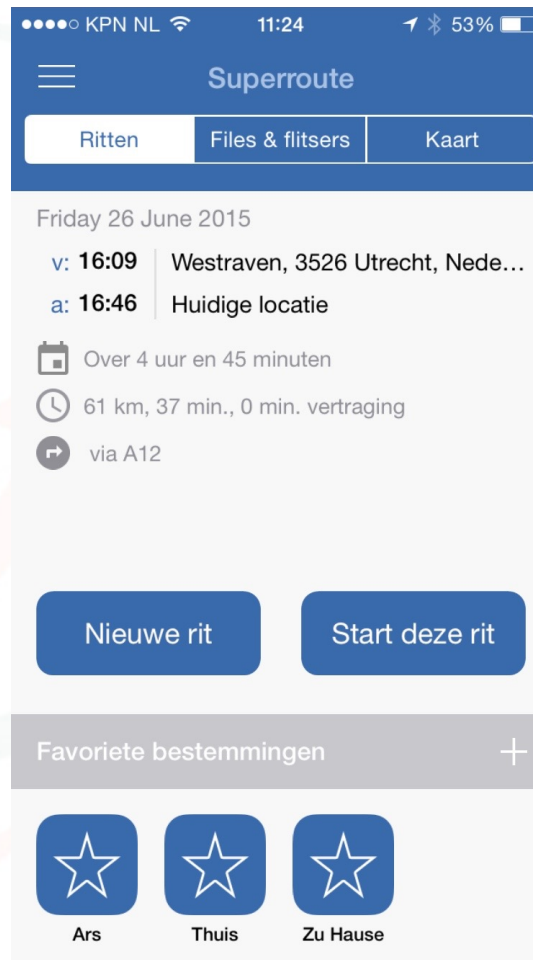 KPN NL 11:24 53%
Superroute
Ritten Files & flitsers Kaart
Friday 26 June 2015
v: 16:09 Westraven, 3526 Utrecht, Nede...
a: 16:46 Huidige locatie
Over 4 uur en 45 minuten
61 km, 37 min., 0 min. vertraging
via A12
Nieuwe rit Start deze rit
Favoriete bestemmingen +
Ars Thuis Zu Hause